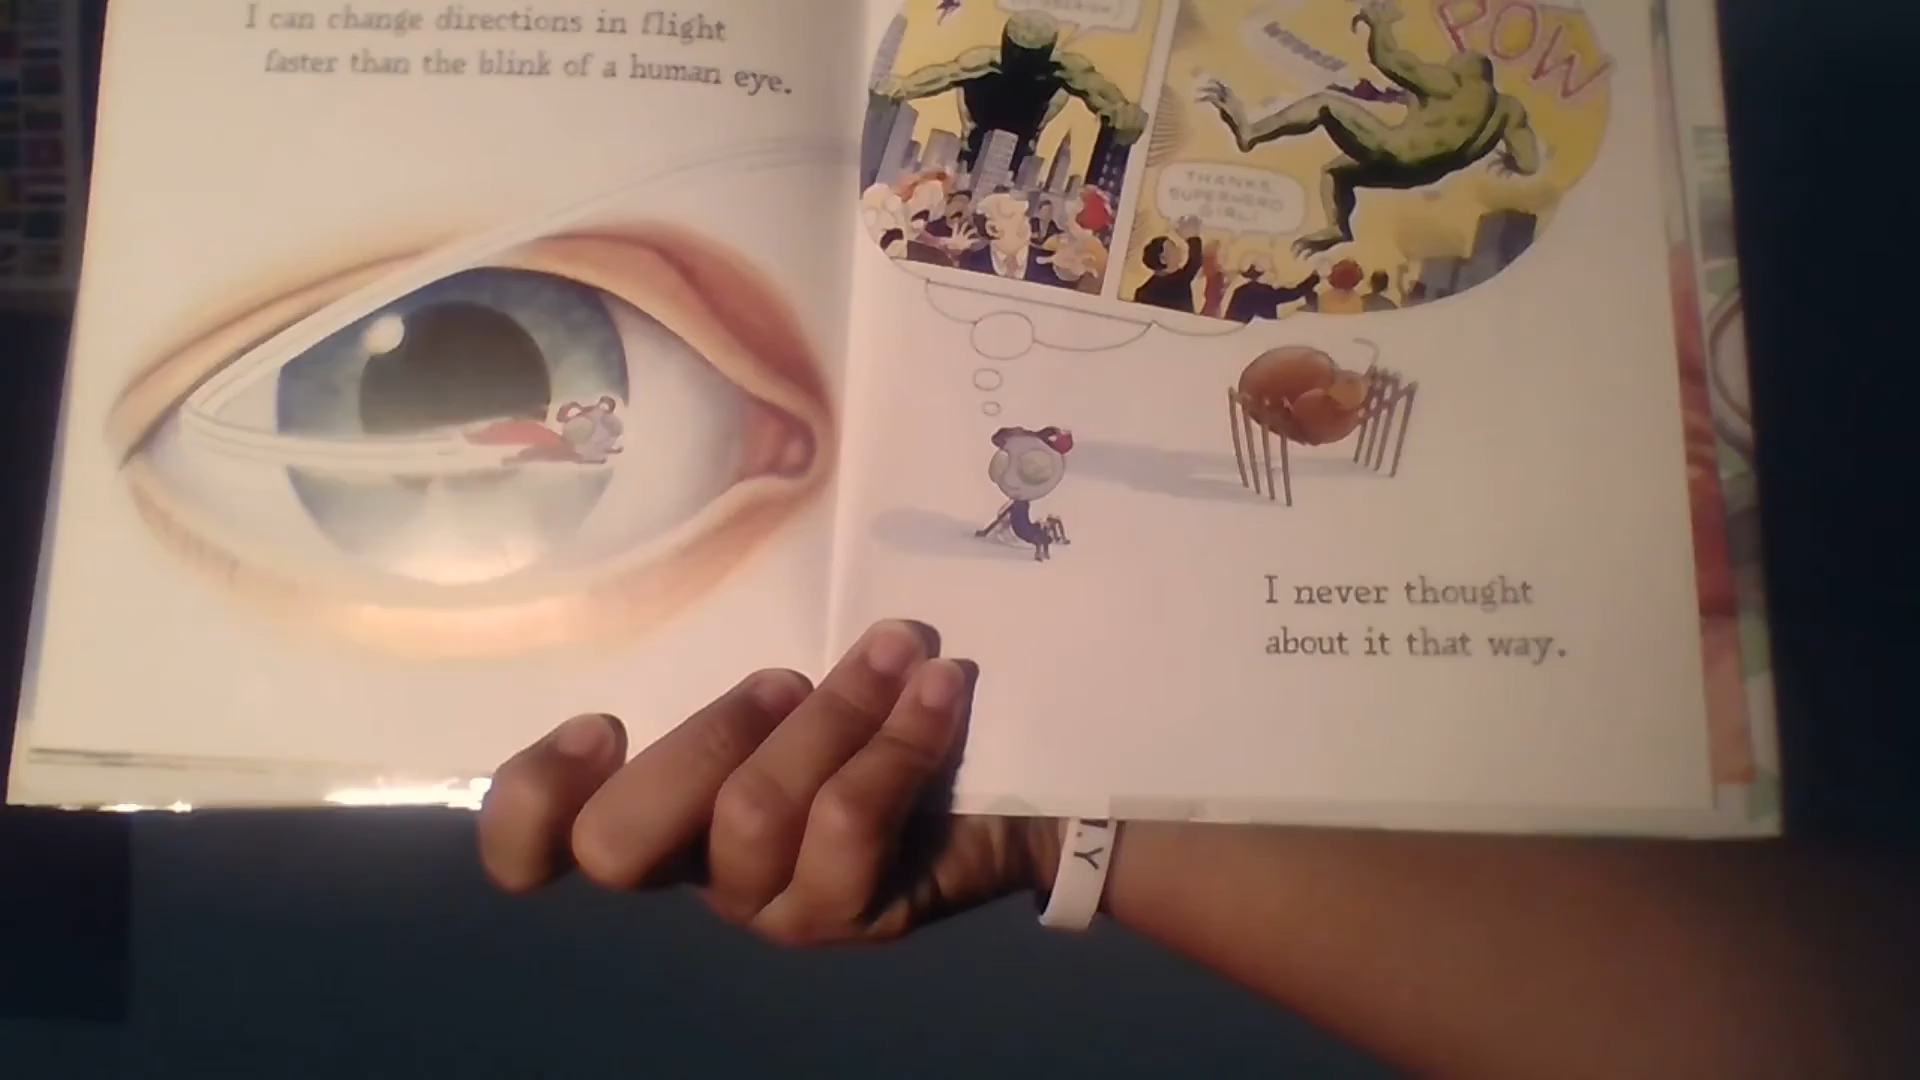 I can change directions in flight
faster than the blink of a human eye.
POW
THANKS,
SUPERHERO
GIRL!
I never thought
about it that way.
.Y